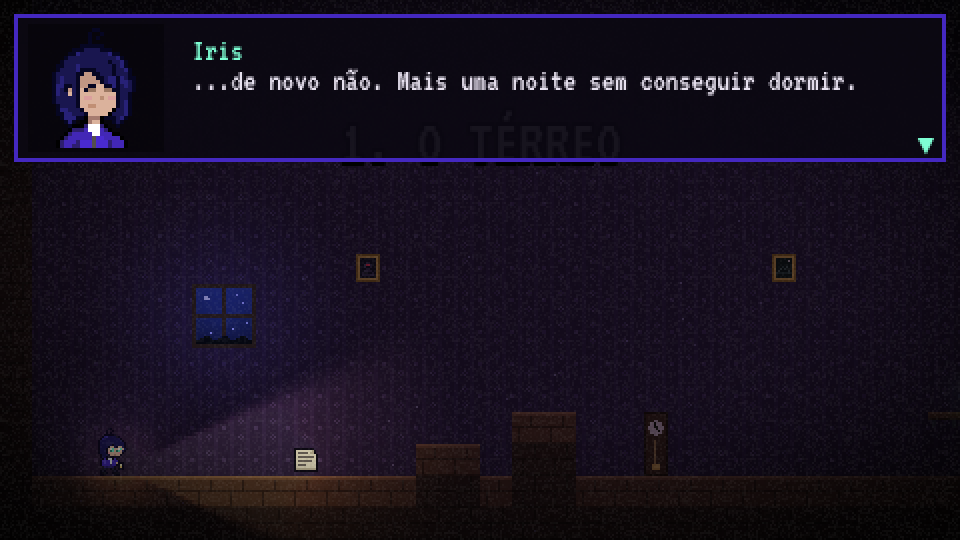 Iris
...de novo não. Mais uma noite sem conseguir dormir.
1. O TÉRREO